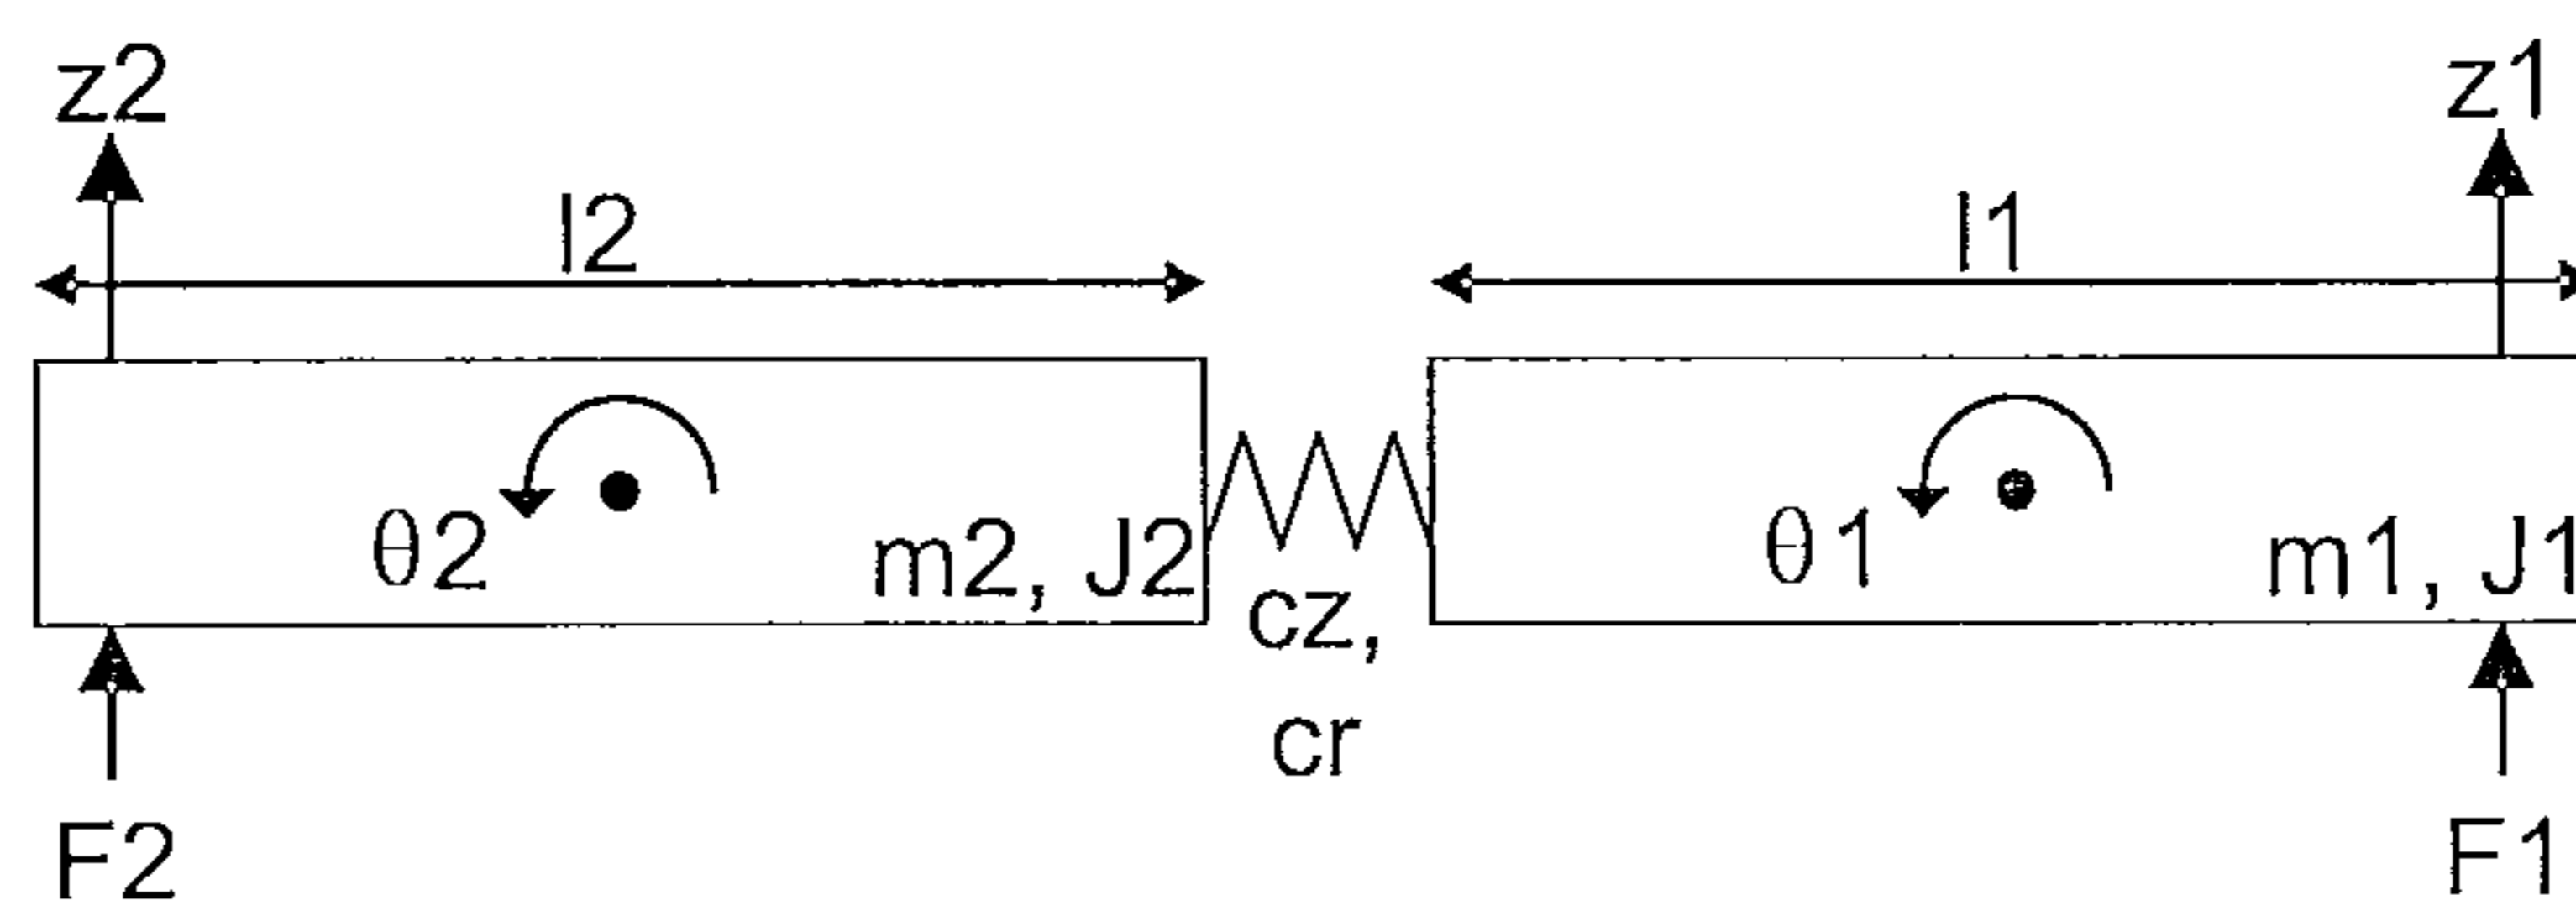 z2 z1
l2 l1
θ2 m2, J2 θ1 m1, J1
cz,
cr
F2 F1